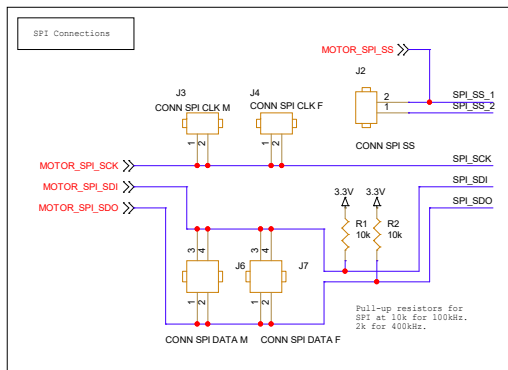 SPI Connections
MOTOR_SPI_SS
J3
J4
J2
CONN SPI CLK M
CONN SPI CLK F
2
SPI_SS_1
1
SPI_SS_2
1
2
1
2
CONN SPI SS
MOTOR_SPI_SCK
SPI_SCK
MOTOR_SPI_SDI
SPI_SDI
3.3V
3.3V
MOTOR_SPI_SDO
SPI_SDO
R1
R2
10k
10k
3
4
3
4
J6
J7
1
2
1
2
Pull-up resistors for
SPI at 10k for 100kHz.
2k for 400kHz.
CONN SPI DATA M
CONN SPI DATA F